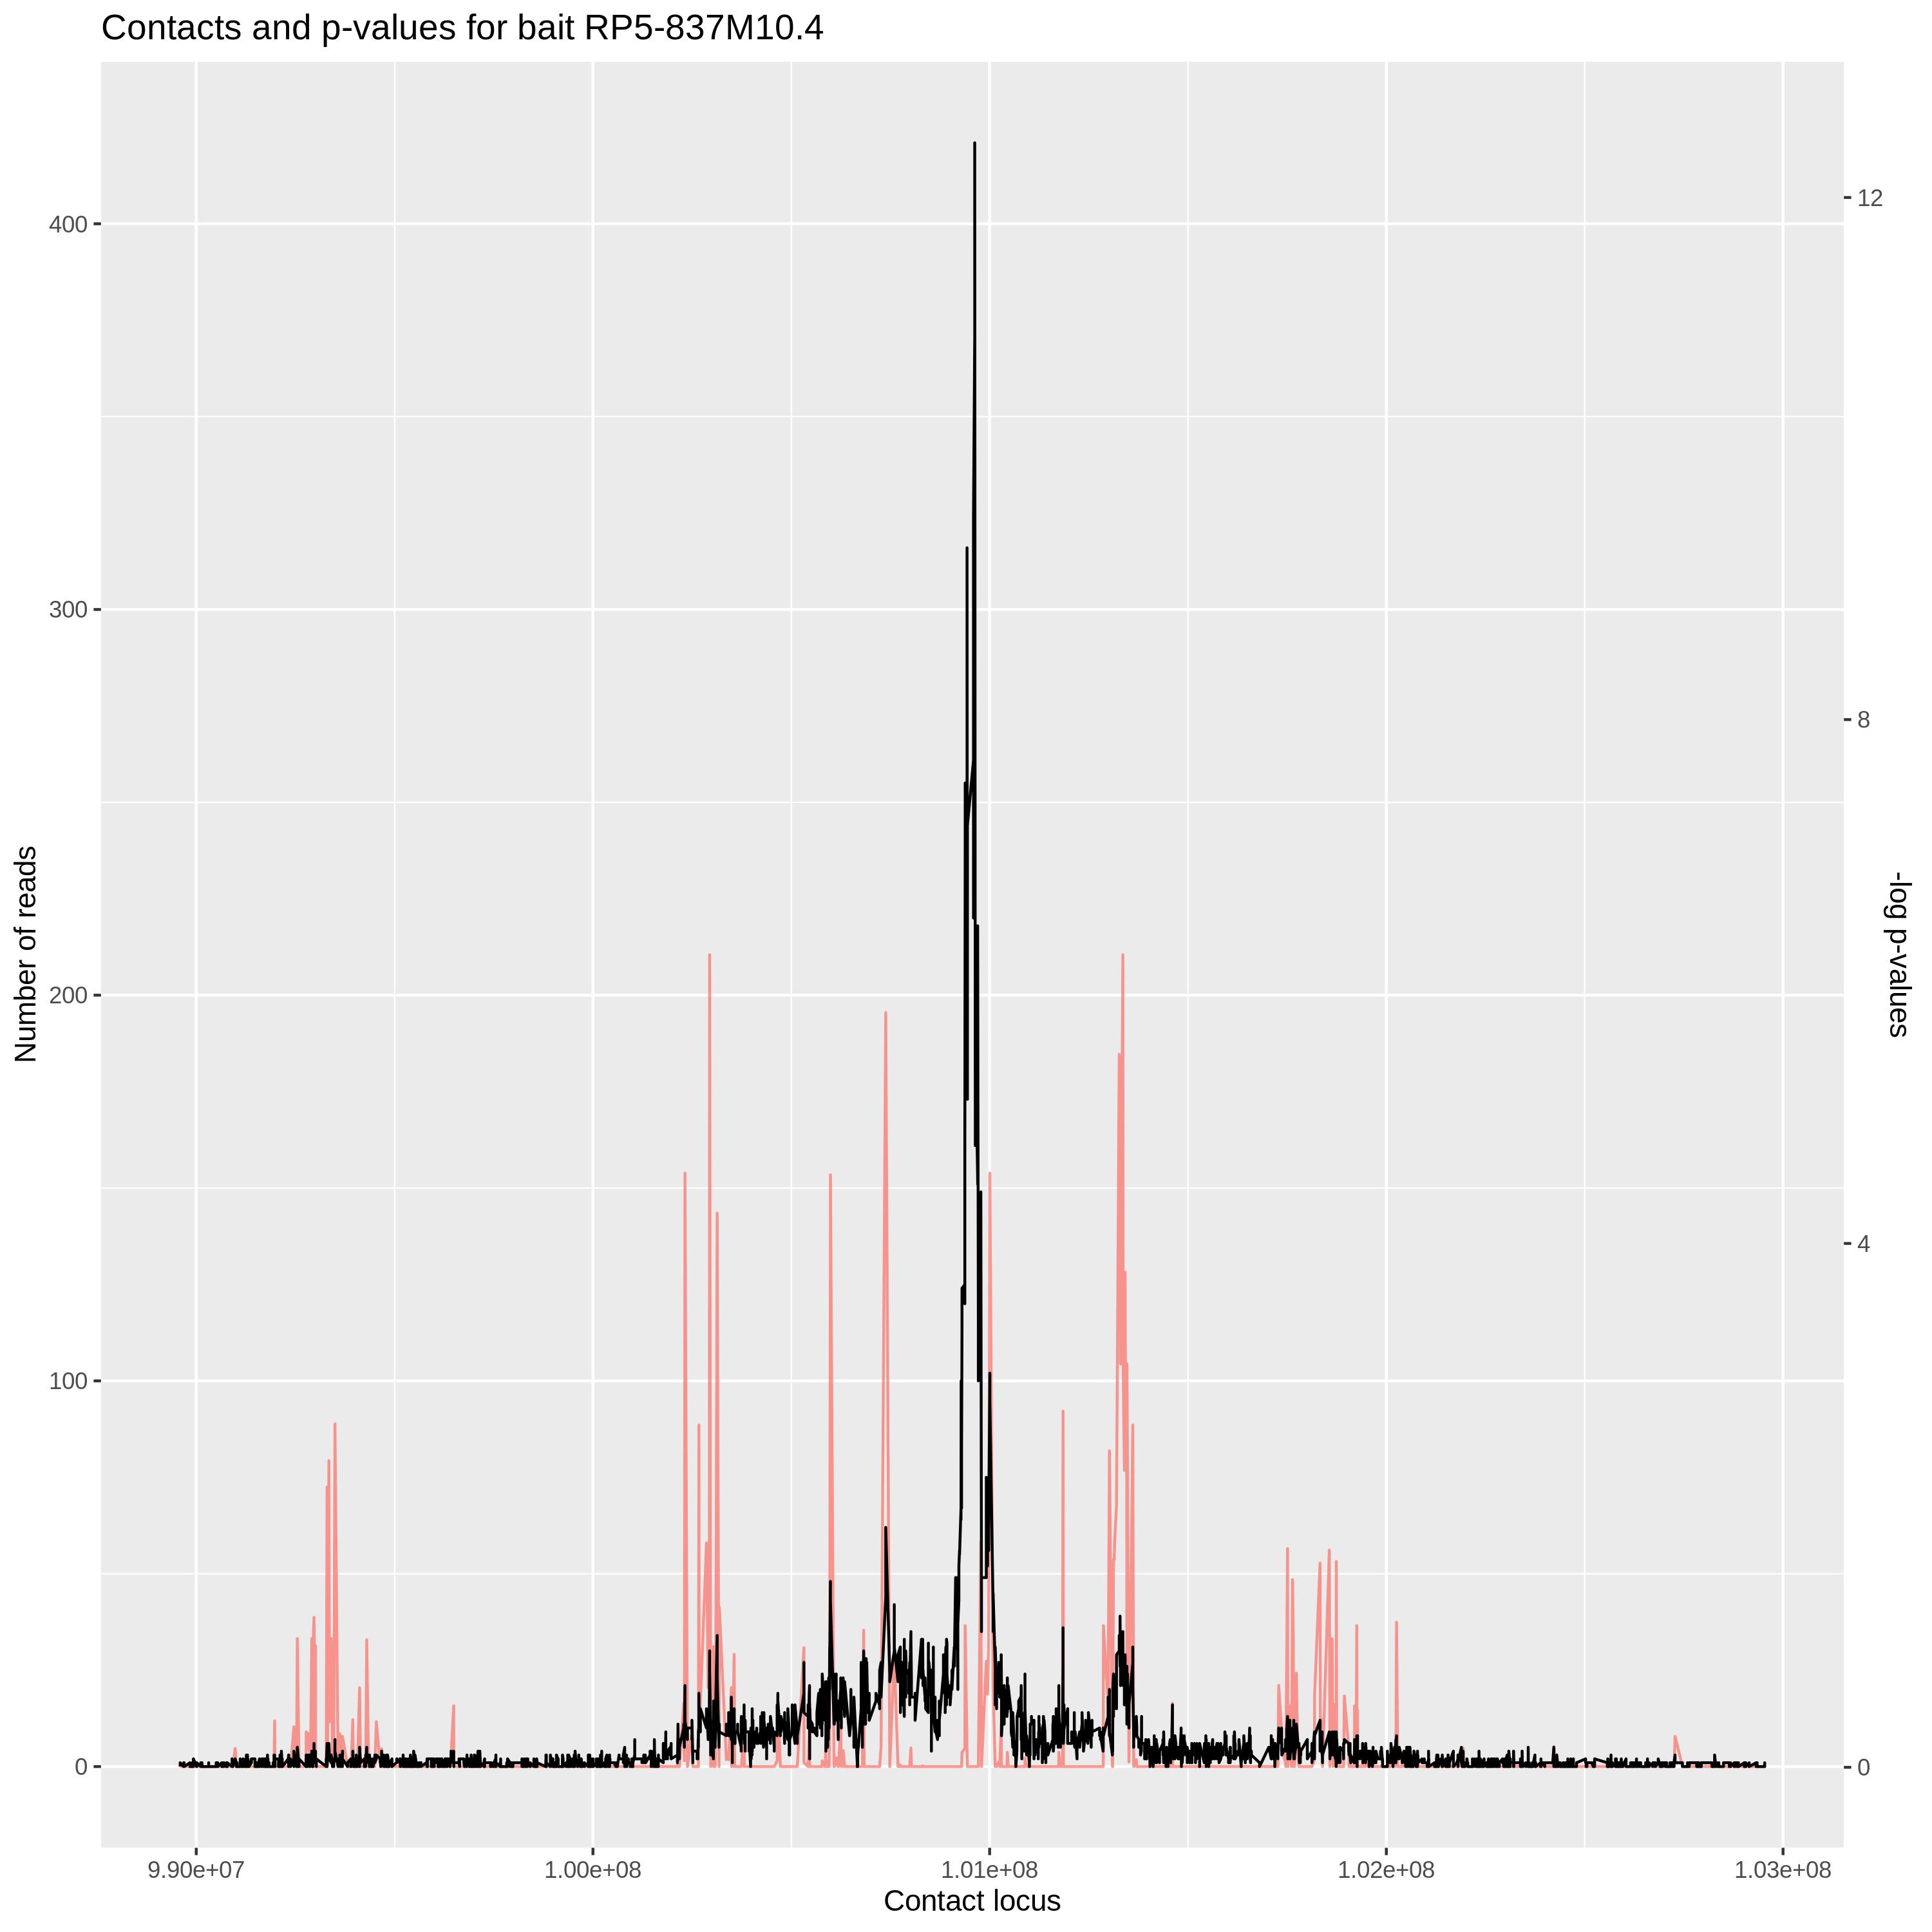 Contacts and p-values for bait RP5-837M10.4
400
300
200
100
0
12
8
4
0
Number of reads
-log p-values
9.90e+07
1.00e+08
1.01e+08
1.02e+08
1.03e+08
Contact locus